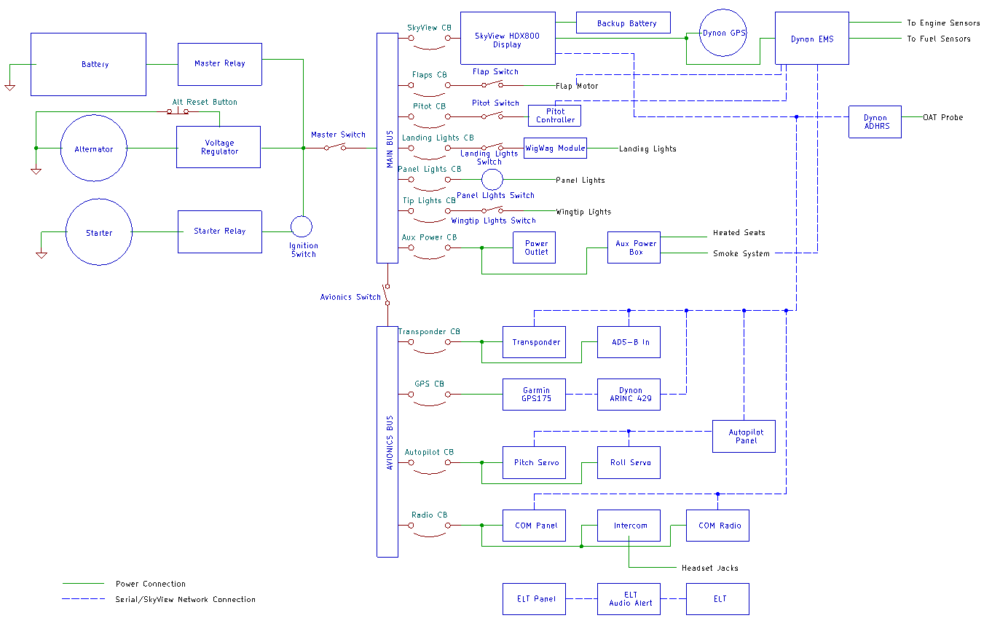 SkyView CB
SkyView HDX800
Display
Backup Battery
Dynon GPS
Dynon EMS
To Engine Sensors
To Fuel Sensors
Battery
Master Relay
Flaps CB
Flap Switch
Flap Motor
Alt Reset Button
Pitot CB
Pitot Switch
Pitot
Controller
Dynon
ADHRS
OAT Probe
Alternator
Voltage
Regulator
Master Switch
MAIN BUS
Landing Lights CB
Landing Lights
Switch
WigWag Module
Landing Lights
Panel Lights CB
Panel Lights Switch
Panel Lights
Tip Lights CB
Wingtip Lights Switch
Wingtip Lights
Starter
Starter Relay
Ignition
Switch
Aux Power CB
Power
Outlet
Aux Power
Box
Heated Seats
Smoke System
Avionics Switch
Transponder CB
Transponder
ADS-B In
GPS CB
Garmin
GPS175
Dynon
ARINC 429
AVIONICS BUS
Autopilot
Panel
Autopilot CB
Pitch Servo
Roll Servo
Radio CB
COM Panel
Intercom
COM Radio
Headset Jacks
Power Connection
Serial/SkyView Network Connection
ELT Panel
ELT
Audio Alert
ELT